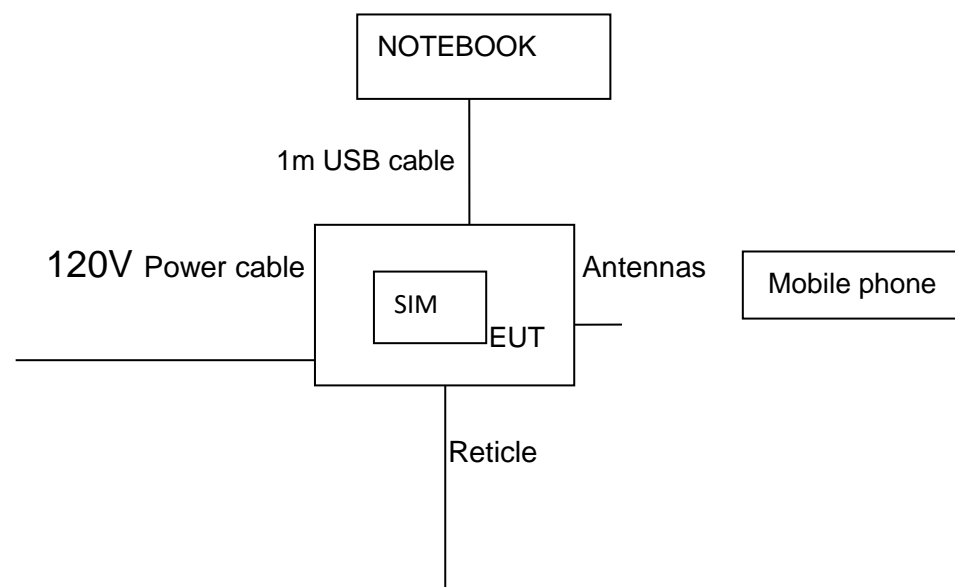 NOTEBOOK
1m USB cable
120V Power cable
Antennas
Mobile phone
SIM
EUT
Reticle